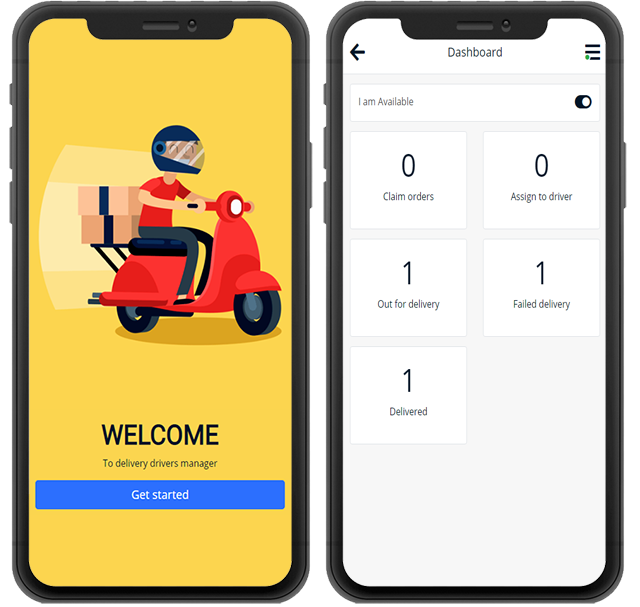 WELCOME
To delivery drivers manager
Get started
Dashboard
I am Available
0
Claim orders
0
Assign to driver
1
Out for delivery
1
Failed delivery
1
Delivered